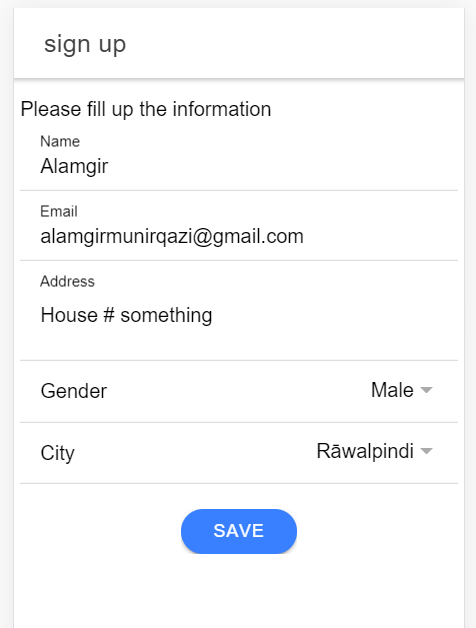 sign up
Please fill up the information
Name
Alamgir
Email
alamgirmunirqazi@gmail.com
Address
House # something
Gender Male
City Rāwalpindi
SAVE